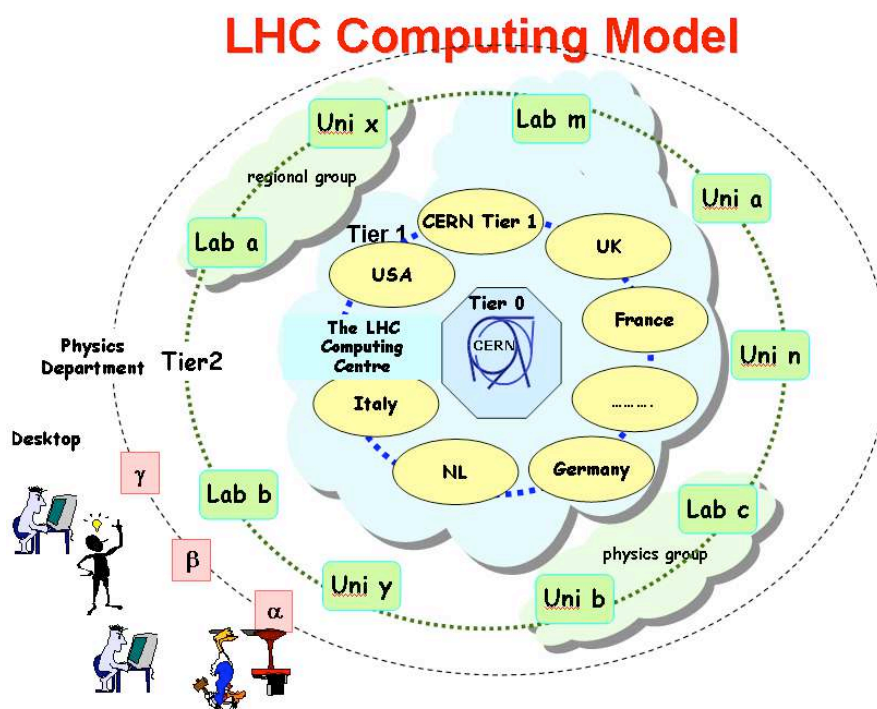 LHC Computing Model
Uni x
Lab m
regional group
Uni a
Lab a
Tier 1
CERN Tier 1
UK
USA
Tier 0
CERN
France
The LHC
Computing
Centre
Physics
Department
Tier2
Uni n
Italy
……….
Desktop
γ
NL
Germany
Lab b
Lab c
β
physics group
Uni y
Uni b
α